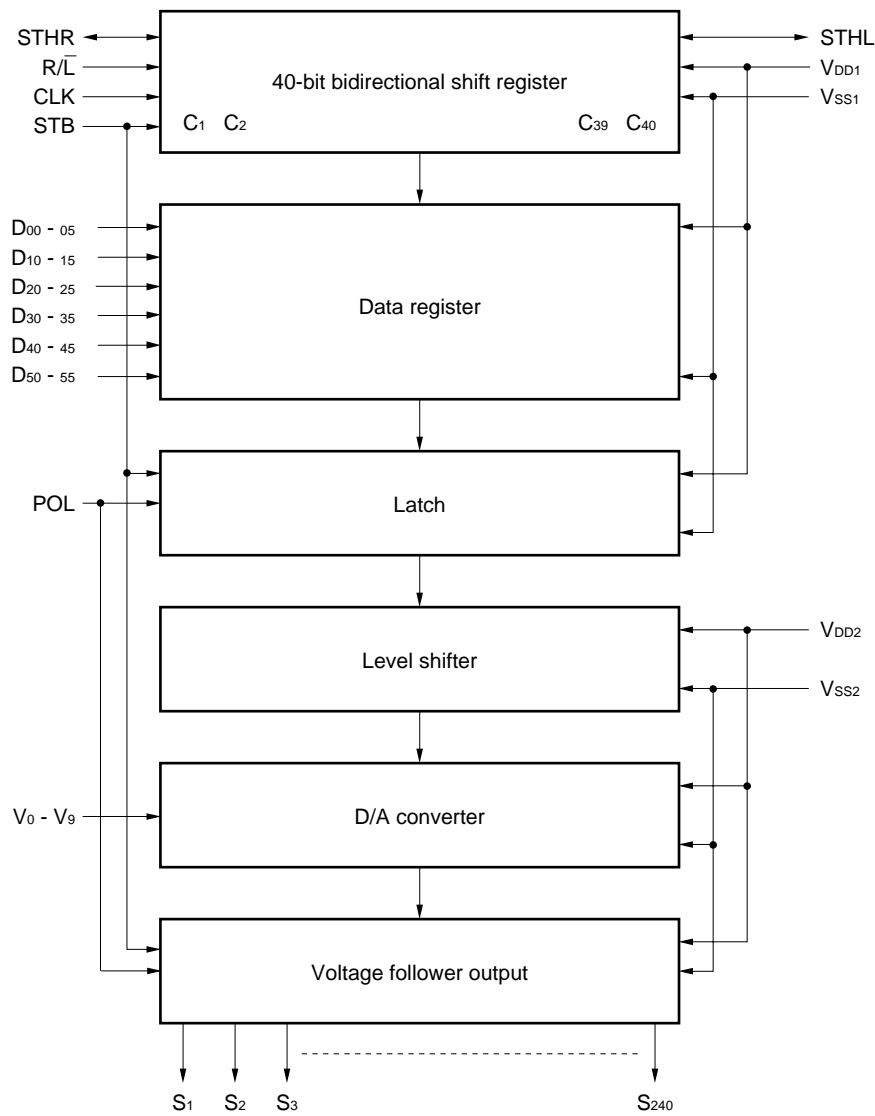 STHR
STHL
R/L̅
40-bit bidirectional shift register
VDD1
CLK
VSS1
STB
C1 C2
C39 C40
D00 - 05
D10 - 15
D20 - 25
Data register
D30 - 35
D40 - 45
D50 - 55
POL
Latch
Level shifter
VDD2
VSS2
V0 - V9
D/A converter
Voltage follower output
S1 S2 S3 S240